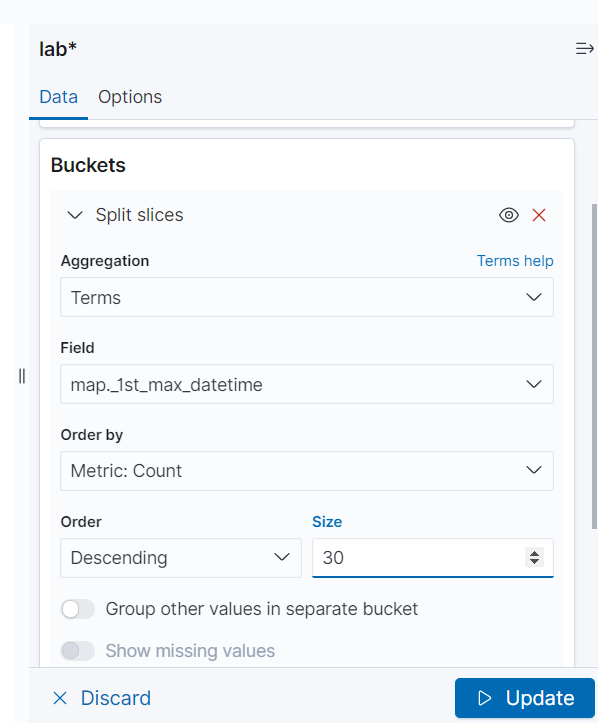 lab*
Data Options
Buckets
Split slices
Aggregation Terms help
Terms
Field
map._1st_max_datetime
Order by
Metric: Count
Order Size
Descending 30
Group other values in separate bucket
Show missing values
Discard Update